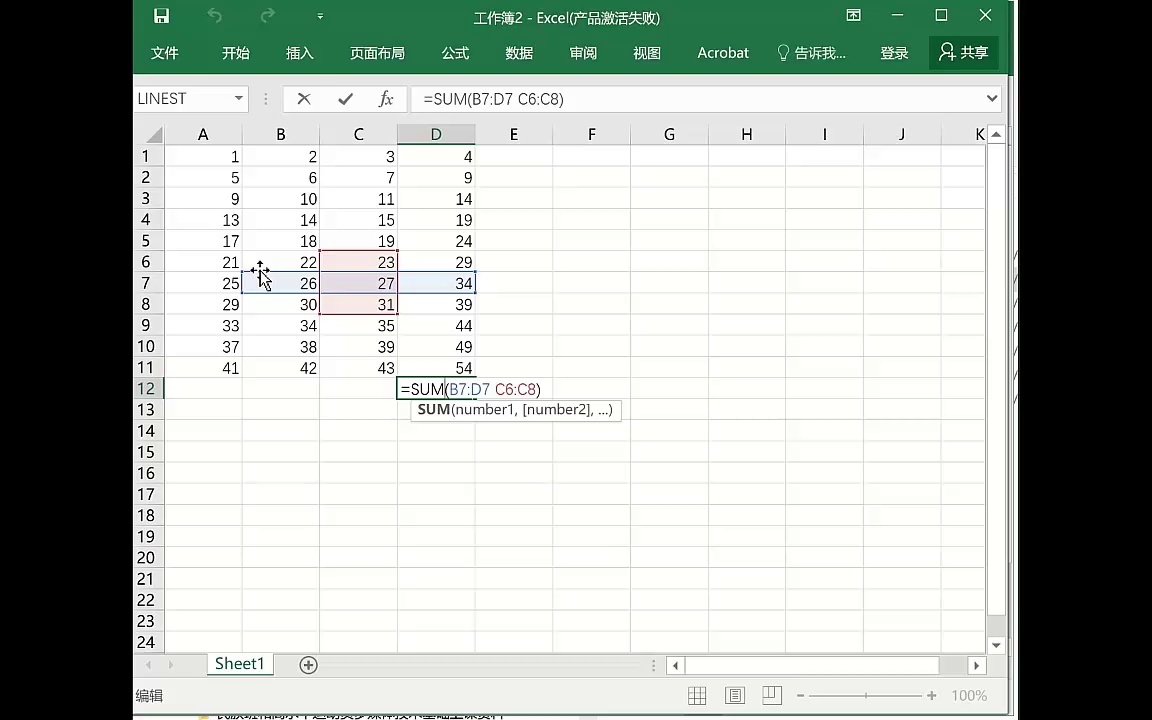 工作簿2 - Excel(产品激活失败)
文件 开始 插入 页面布局 公式 数据 审阅 视图 Acrobat 告诉我... 登录 共享
LINEST fx =SUM(B7:D7 C6:C8)
A B C D E F G H I J K
1 1 2 3 4
2 5 6 7 9
3 9 10 11 14
4 13 14 15 19
5 17 18 19 24
6 21 22 23 29
7 25 26 27 34
8 29 30 31 39
9 33 34 35 44
10 37 38 39 49
11 41 42 43 54
12 =SUM(B7:D7 C6:C8)
13 SUM(number1, [number2], ...)
14
15
16
17
18
19
20
21
22
23
24
Sheet1
编辑 100%